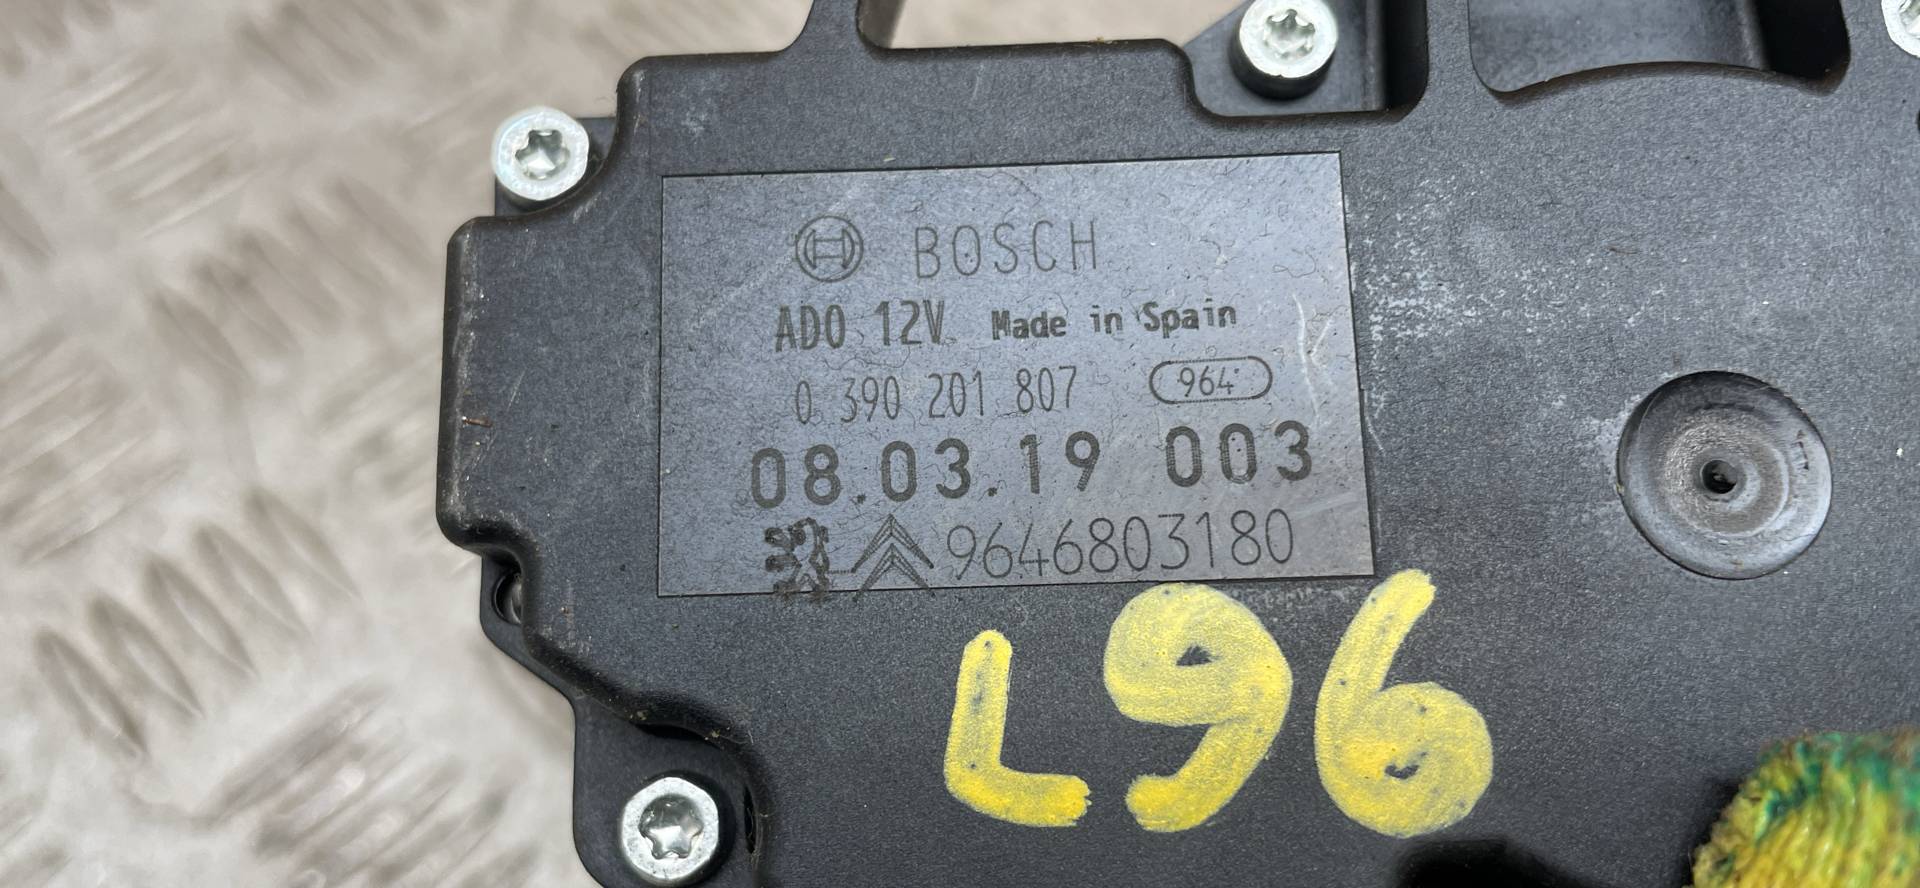 BOSCH
ADO 12V Made in Spain
0 390 201 807 964
08.03.19 003
9646803180
L96